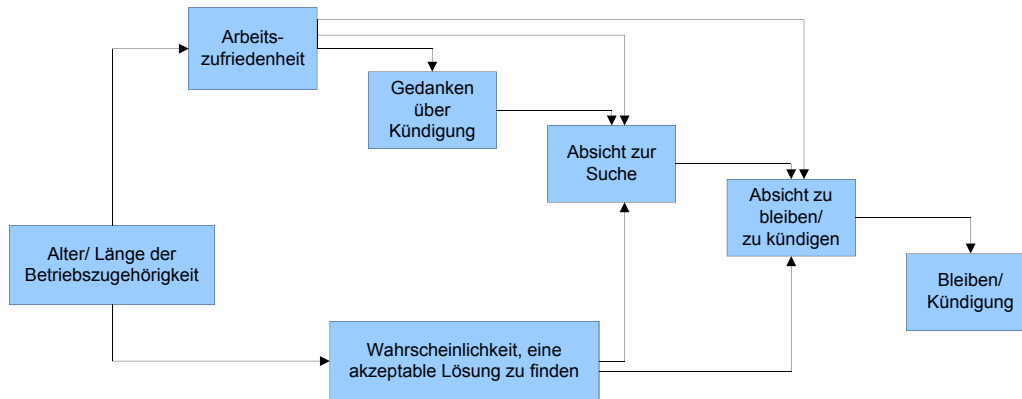 Arbeits-
zufriedenheit
Gedanken
über
Kündigung
Absicht zur
Suche
Absicht zu
bleiben/
zu kündigen
Alter/ Länge der
Betriebszugehörigkeit
Bleiben/
Kündigung
Wahrscheinlichkeit, eine
akzeptable Lösung zu finden